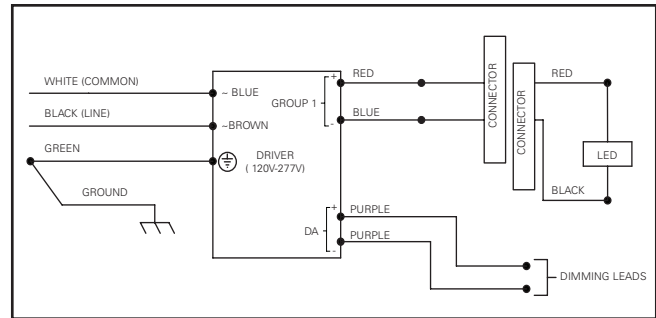 WHITE (COMMON)
BLACK (LINE)
GREEN
GROUND
~ BLUE
~BROWN
DRIVER
( 120V-277V)
GROUP 1
+
-
DA
+
-
RED
BLUE
PURPLE
PURPLE
CONNECTOR
CONNECTOR
RED
LED
BLACK
DIMMING LEADS